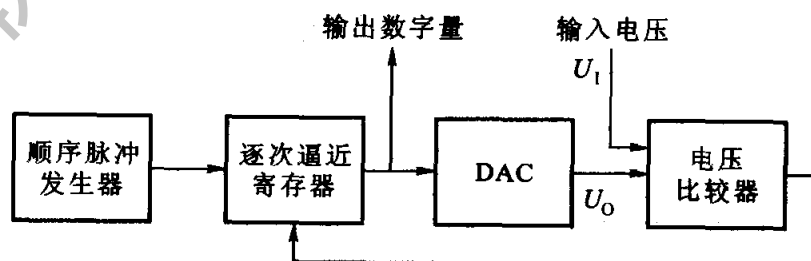 输出数字量
输入电压
U_I
顺序脉冲
发生器
逐次逼近
寄存器
DAC
U_O
电压
比较器